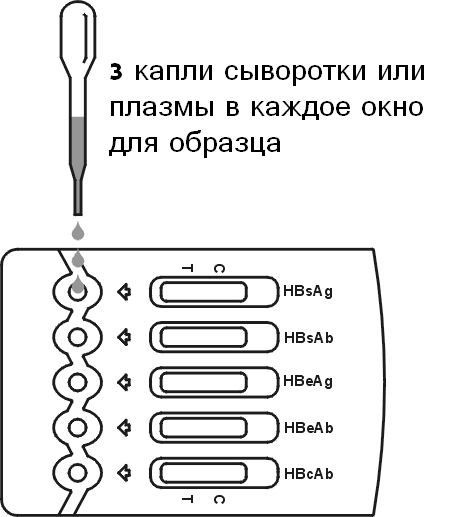 3 капли сыворотки или
плазмы в каждое окно
для образца
T C
HBsAg
HBsAb
HBeAg
HBeAb
HBcAb
T C